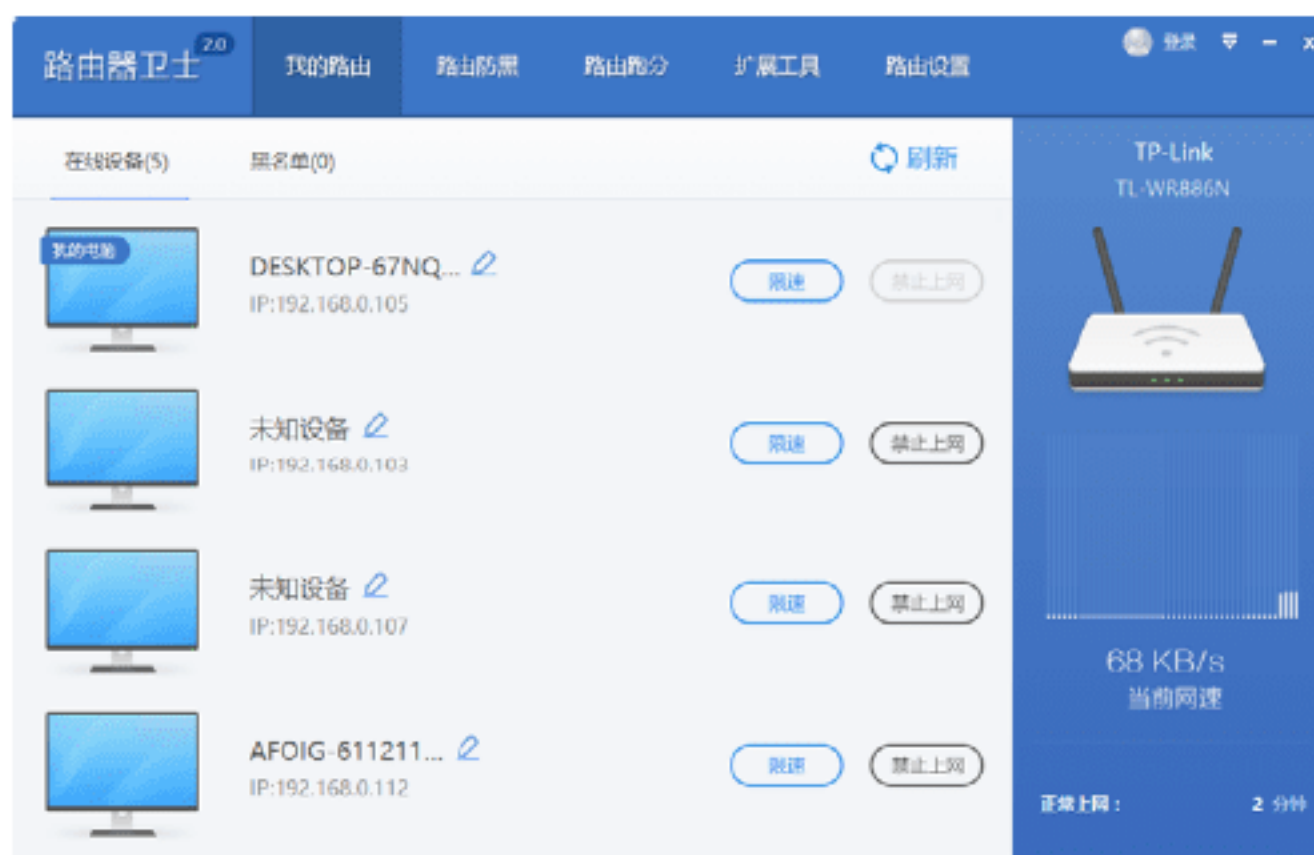 路由器卫士 2.0
我的路由 路由防黑 路由跑分 扩展工具 路由设置
登录
在线设备(5) 黑名单(0) 刷新
TP-Link
TL-WR886N
我的电脑
DESKTOP-67NQ...
IP:192.168.0.105
限速 禁止上网
未知设备
IP:192.168.0.103
限速 禁止上网
未知设备
IP:192.168.0.107
限速 禁止上网
AFOIG-611211...
IP:192.168.0.112
限速 禁止上网
68 KB/s
当前网速
正常上网： 2 分钟